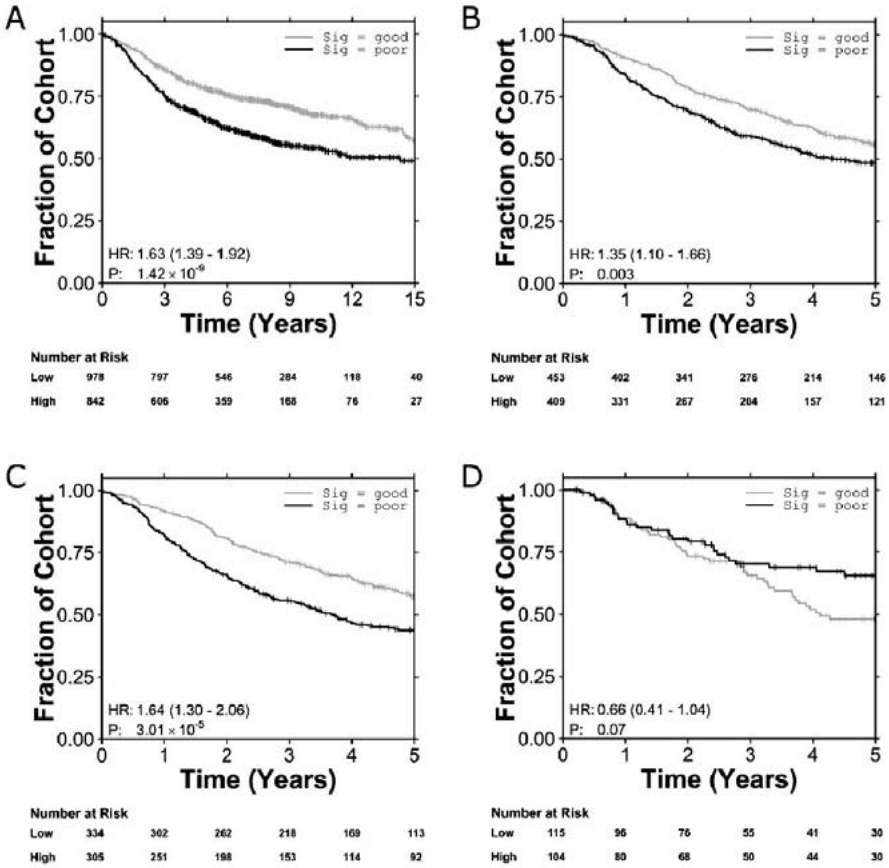 A
1.00
0.75
0.50
0.25
0.00
Fraction of Cohort
Sig = good
Sig = poor
HR: 1.63 (1.39 - 1.92)
P: 1.42 × 10-9
0 3 6 9 12 15
Time (Years)
Number at Risk
Low 978 797 546 284 118 40
High 842 606 359 168 76 27
B
1.00
0.75
0.50
0.25
0.00
Fraction of Cohort
Sig = good
Sig = poor
HR: 1.35 (1.10 - 1.66)
P: 0.003
0 1 2 3 4 5
Time (Years)
Number at Risk
Low 453 402 341 276 214 146
High 409 331 267 204 157 121
C
1.00
0.75
0.50
0.25
0.00
Fraction of Cohort
Sig = good
Sig = poor
HR: 1.64 (1.30 - 2.06)
P: 3.01 × 10-5
0 1 2 3 4 5
Time (Years)
Number at Risk
Low 334 302 262 218 169 113
High 305 251 198 153 114 92
D
1.00
0.75
0.50
0.25
0.00
Fraction of Cohort
Sig = good
Sig = poor
HR: 0.66 (0.41 - 1.04)
P: 0.07
0 1 2 3 4 5
Time (Years)
Number at Risk
Low 115 96 76 55 41 30
High 104 80 68 50 44 30